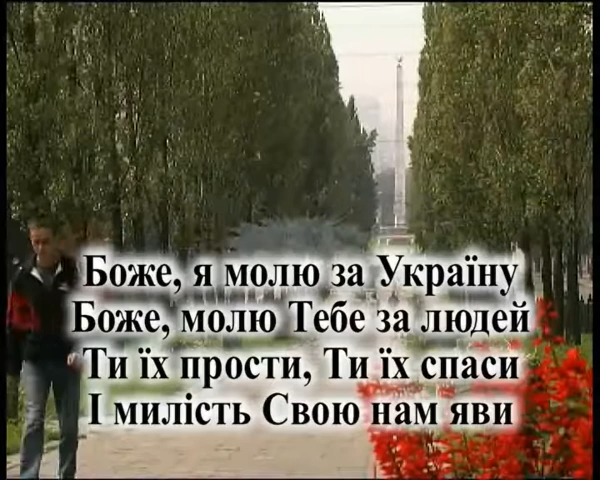 Боже, я молю за Україну
Боже, молю Тебе за людей
Ти їх прости, Ти їх спаси
І милість Свою нам яви